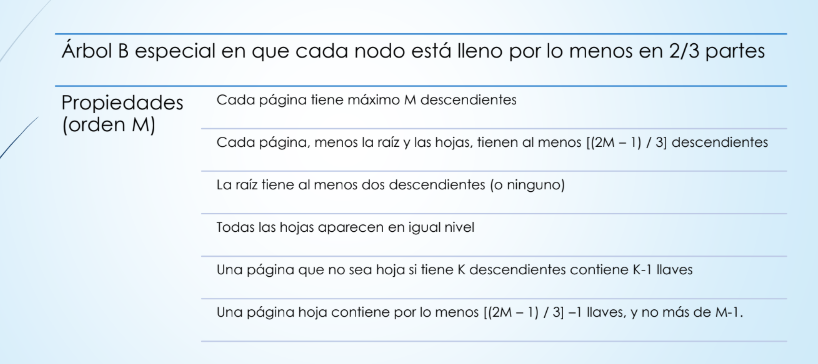 Árbol B especial en que cada nodo está lleno por lo menos en 2/3 partes
Propiedades
(orden M)
Cada página tiene máximo M descendientes
Cada página, menos la raíz y las hojas, tienen al menos [(2M – 1) / 3] descendientes
La raíz tiene al menos dos descendientes (o ninguno)
Todas las hojas aparecen en igual nivel
Una página que no sea hoja si tiene K descendientes contiene K-1 llaves
Una página hoja contiene por lo menos [(2M – 1) / 3] –1 llaves, y no más de M-1.